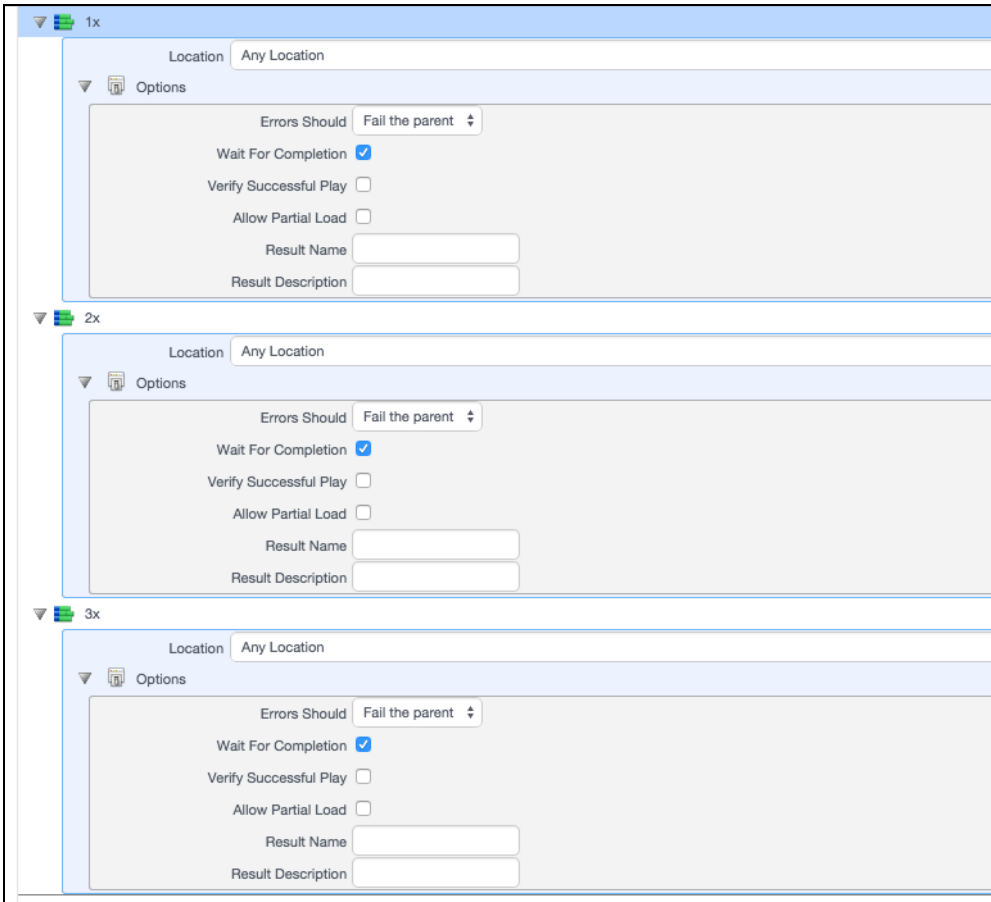 1x
Location Any Location
Options
Errors Should Fail the parent
Wait For Completion
Verify Successful Play
Allow Partial Load
Result Name
Result Description
2x
Location Any Location
Options
Errors Should Fail the parent
Wait For Completion
Verify Successful Play
Allow Partial Load
Result Name
Result Description
3x
Location Any Location
Options
Errors Should Fail the parent
Wait For Completion
Verify Successful Play
Allow Partial Load
Result Name
Result Description